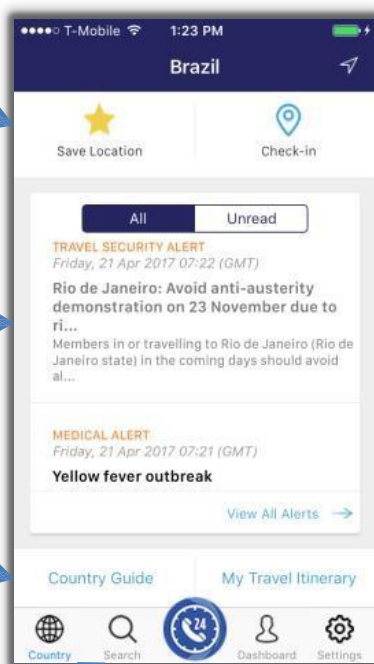 T-Mobile 1:23 PM
Brazil
Save Location Check-in
All Unread
TRAVEL SECURITY ALERT
Friday, 21 Apr 2017 07:22 (GMT)
Rio de Janeiro: Avoid anti-austerity
demonstration on 23 November due to
ri...
Members in or travelling to Rio de Janeiro (Rio de
Janeiro state) in the coming days should avoid
al...
MEDICAL ALERT
Friday, 21 Apr 2017 07:21 (GMT)
Yellow fever outbreak
View All Alerts →
Country Guide My Travel Itinerary
24
Country Search Dashboard Settings